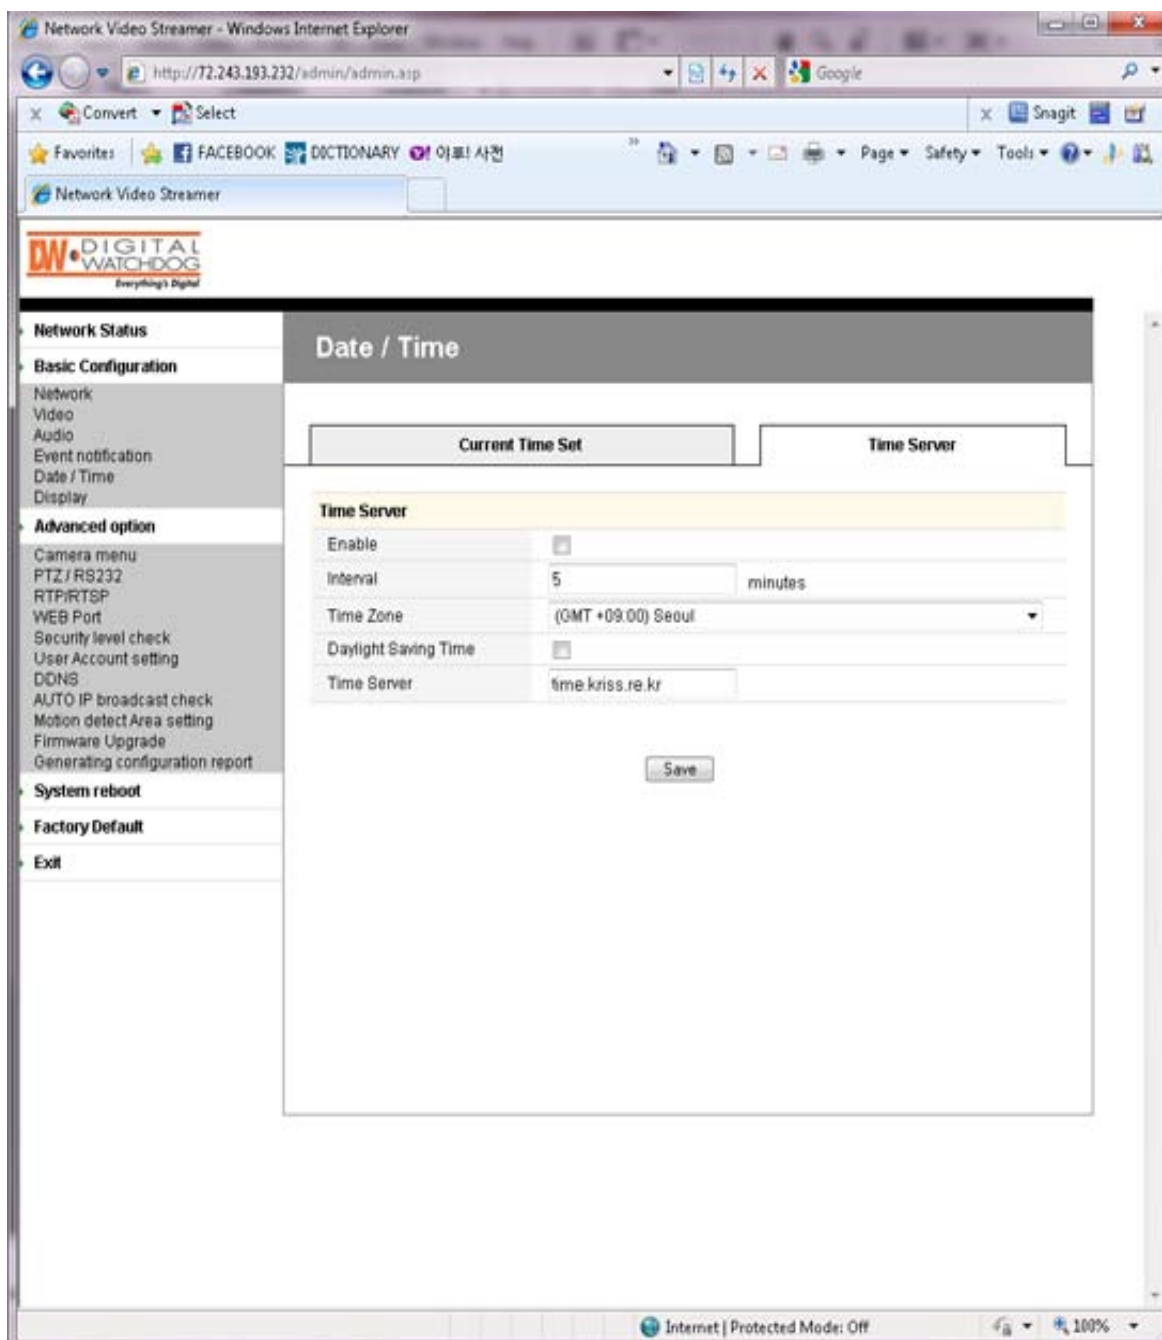 Network Video Streamer - Windows Internet Explorer
http://72.243.193.232/admin/admin.asp
Google
Convert
Select
Snagit
Favorites
FACEBOOK
DICTIONARY
야후! 사전
Page
Safety
Tools
Network Video Streamer
DW DIGITAL
WATCHDOG
Everything's Digital
Network Status
Basic Configuration
Network
Video
Audio
Event notification
Date / Time
Display
Advanced option
Camera menu
PTZ / RS232
RTP/RTSP
WEB Port
Security level check
User Account setting
DDNS
AUTO IP broadcast check
Motion detect Area setting
Firmware Upgrade
Generating configuration report
System reboot
Factory Default
Exit
Date / Time
Current Time Set
Time Server
Time Server
Enable
Interval 5 minutes
Time Zone (GMT +09:00) Seoul
Daylight Saving Time
Time Server time.kriss.re.kr
Save
Internet | Protected Mode: Off
100%